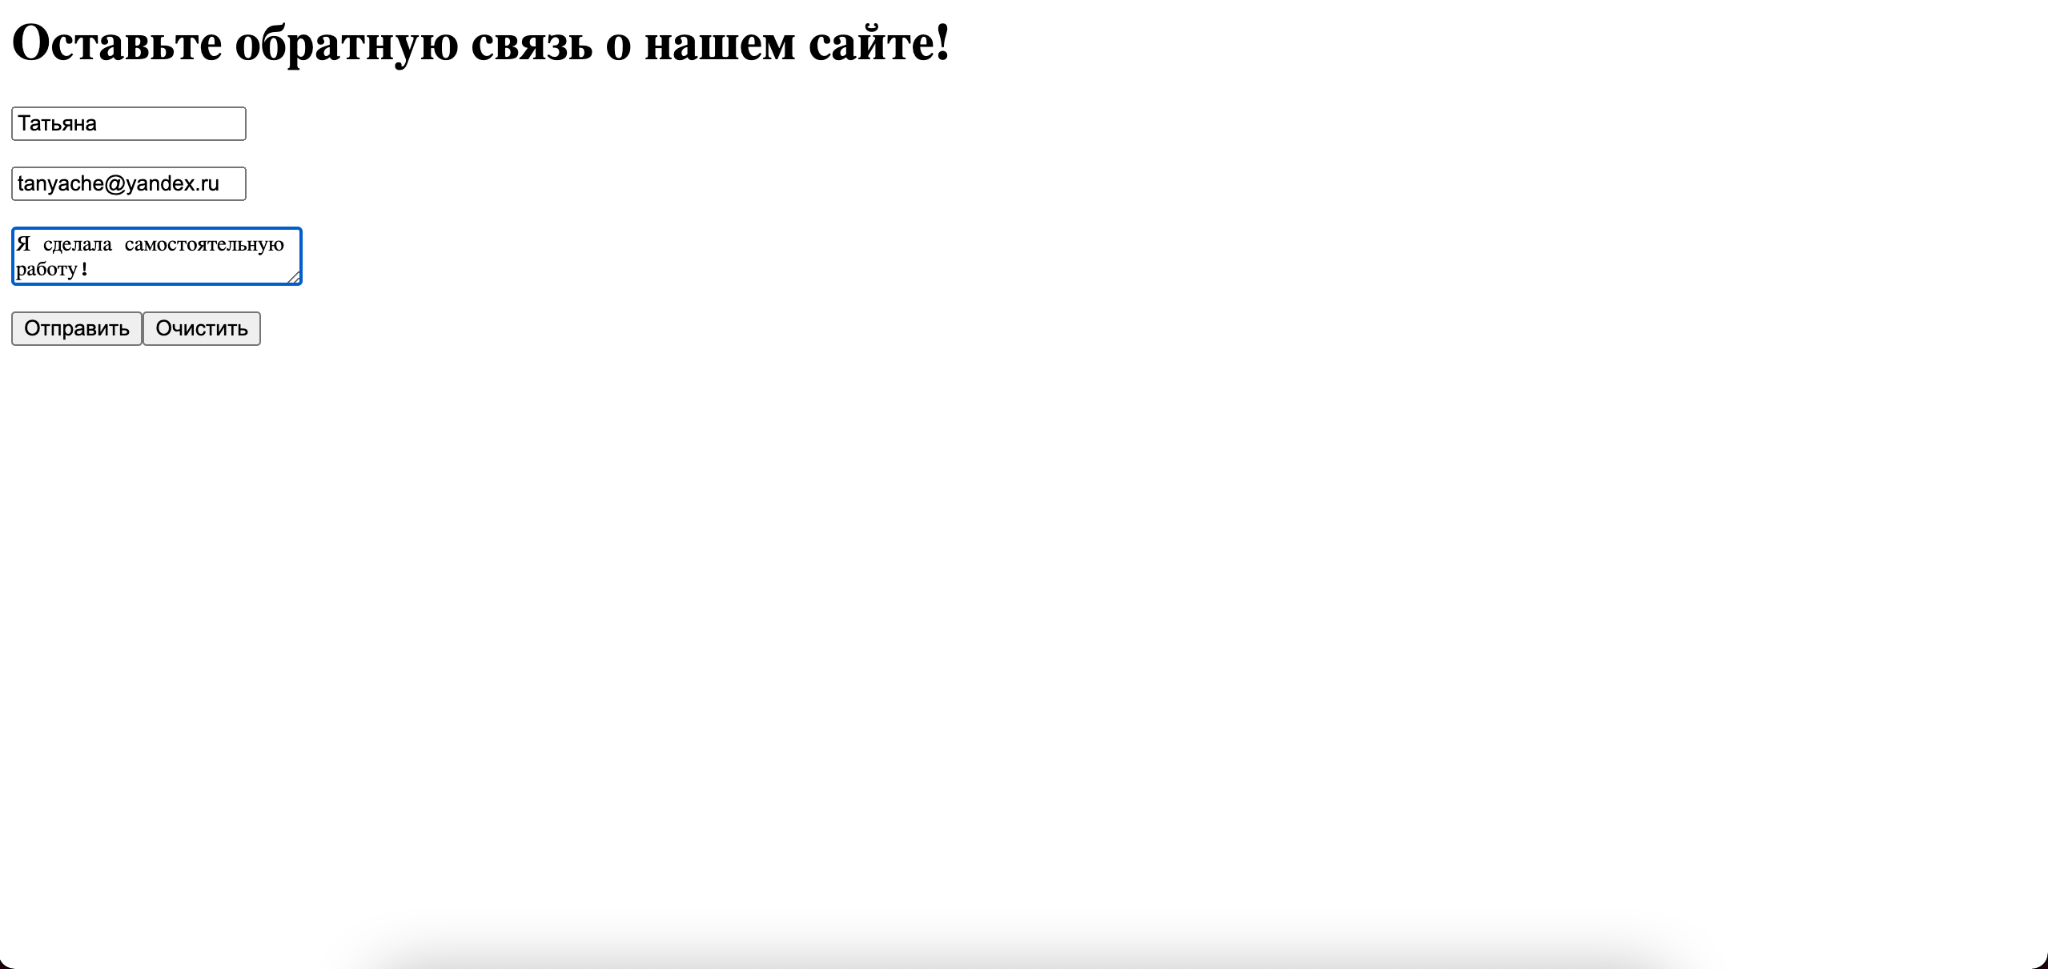 Оставьте обратную связь о нашем сайте!
Татьяна
tanyache@yandex.ru
Я сделала самостоятельную
работу!
Отправить Очистить